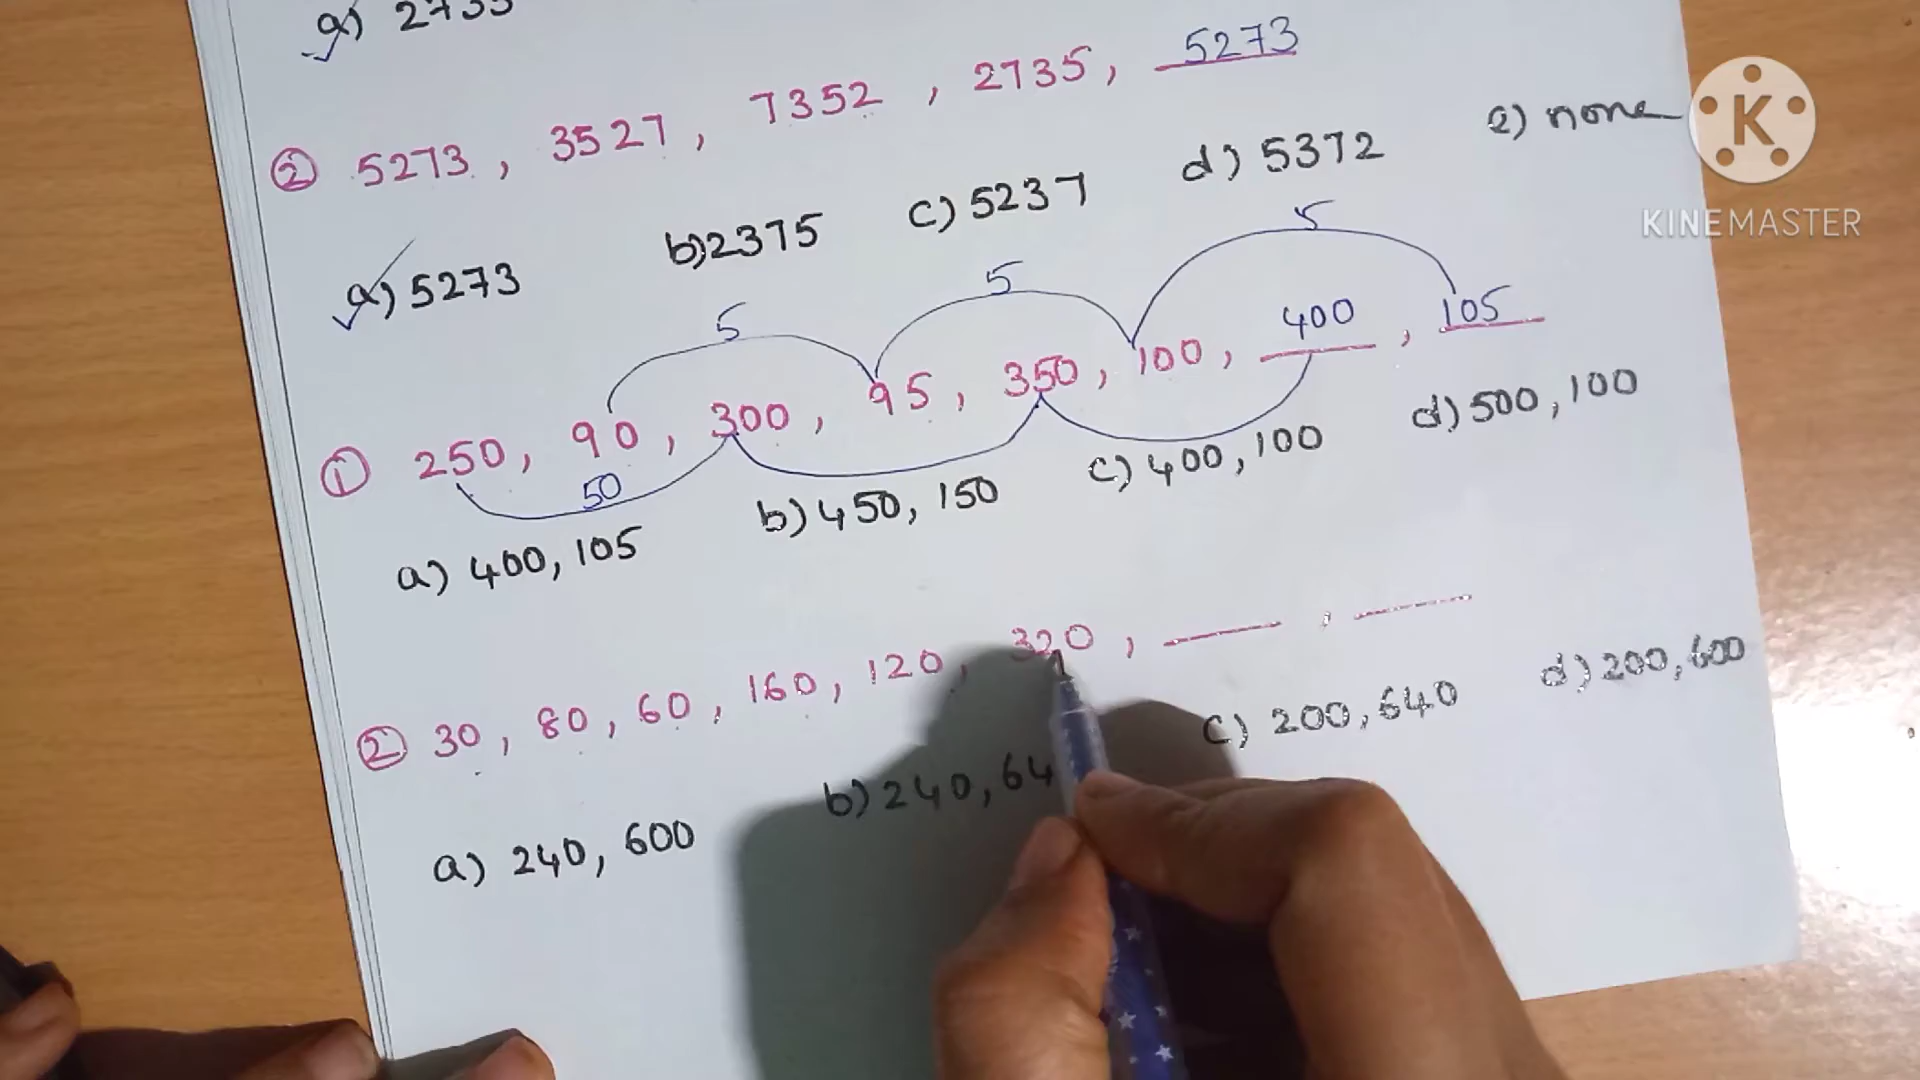 a) 2735
② 5273, 3527, 7352, 2735, 5273
a) 5273 b) 2375 c) 5237 d) 5372 e) none
5 5 5
① 250, 90, 300, 95, 350, 100, 400, 105
50
a) 400, 105 b) 450, 150 c) 400, 100 d) 500, 100
② 30, 80, 60, 160, 120, 320,
a) 240, 600 b) 240, 64 c) 200, 640 d) 200, 600
K
KINEMASTER